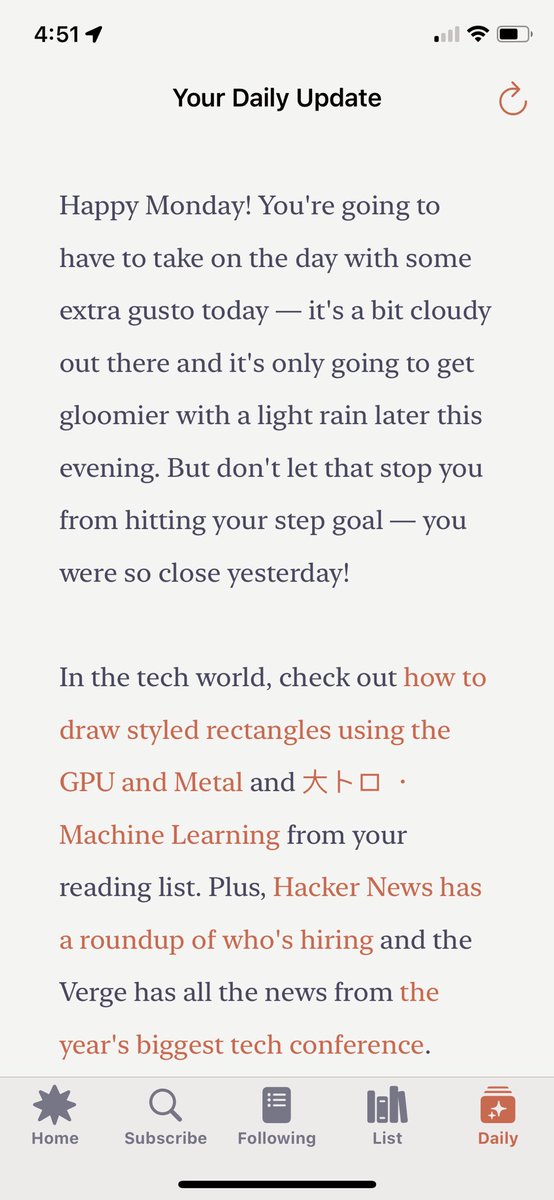 4:51
Your Daily Update
Happy Monday! You're going to
have to take on the day with some
extra gusto today — it's a bit cloudy
out there and it's only going to get
gloomier with a light rain later this
evening. But don't let that stop you
from hitting your step goal — you
were so close yesterday!
In the tech world, check out how to
draw styled rectangles using the
GPU and Metal and 大トロ ・
Machine Learning from your
reading list. Plus, Hacker News has
a roundup of who's hiring and the
Verge has all the news from the
year's biggest tech conference.
Home Subscribe Following List Daily